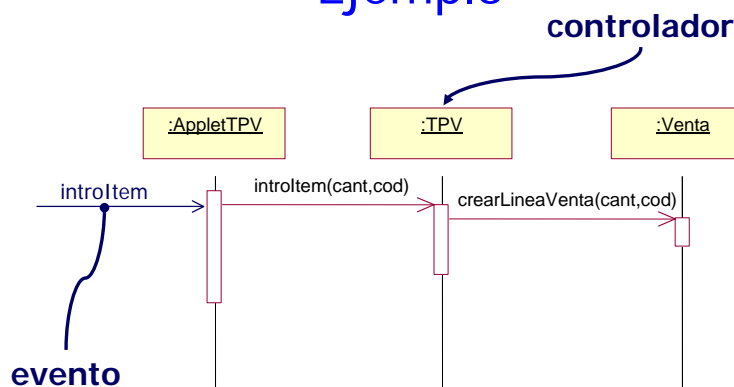 Ejemplo
controlador
:AppletTPV
:TPV
:Venta
introItem
introItem(cant,cod)
crearLineaVenta(cant,cod)
evento